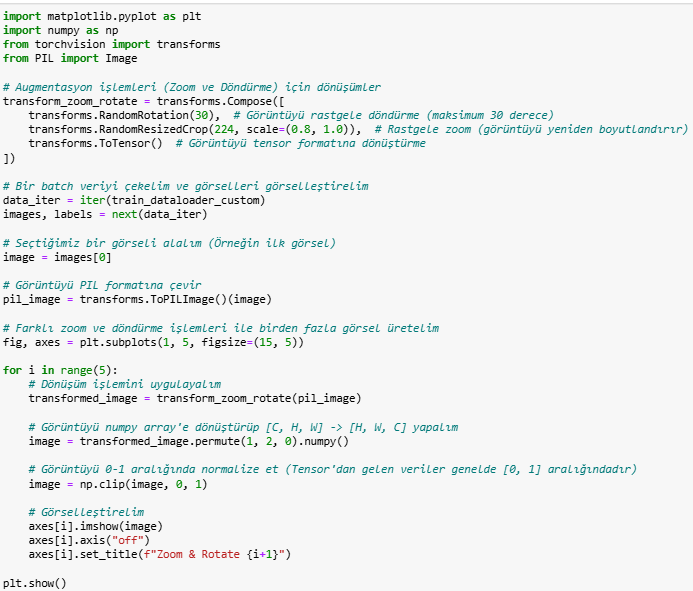 import matplotlib.pyplot as plt
import numpy as np
from torchvision import transforms
from PIL import Image

# Augmentasyon işlemleri (Zoom ve Döndürme) için dönüşümler
transform_zoom_rotate = transforms.Compose([
    transforms.RandomRotation(30),  # Görüntüyü rastgele döndürme (maksimum 30 derece)
    transforms.RandomResizedCrop(224, scale=(0.8, 1.0)),  # Rastgele zoom (görüntüyü yeniden boyutlandırır)
    transforms.ToTensor()  # Görüntüyü tensor formatına dönüştürme
])

# Bir batch veriyi çekelim ve görselleri görselleştirelim
data_iter = iter(train_dataloader_custom)
images, labels = next(data_iter)

# Seçtiğimiz bir görseli alalım (Örneğin ilk görsel)
image = images[0]

# Görüntüyü PIL formatına çevir
pil_image = transforms.ToPILImage()(image)

# Farklı zoom ve döndürme işlemleri ile birden fazla görsel üretelim
fig, axes = plt.subplots(1, 5, figsize=(15, 5))

for i in range(5):
    # Dönüşüm işlemini uygulayalım
    transformed_image = transform_zoom_rotate(pil_image)

    # Görüntüyü numpy array'e dönüştürüp [C, H, W] -> [H, W, C] yapalım
    image = transformed_image.permute(1, 2, 0).numpy()

    # Görüntüyü 0-1 aralığında normalize et (Tensor'dan gelen veriler genelde [0, 1] aralığındadır)
    image = np.clip(image, 0, 1)

    # Görselleştirelim
    axes[i].imshow(image)
    axes[i].axis("off")
    axes[i].set_title(f"Zoom & Rotate {i+1}")

plt.show()